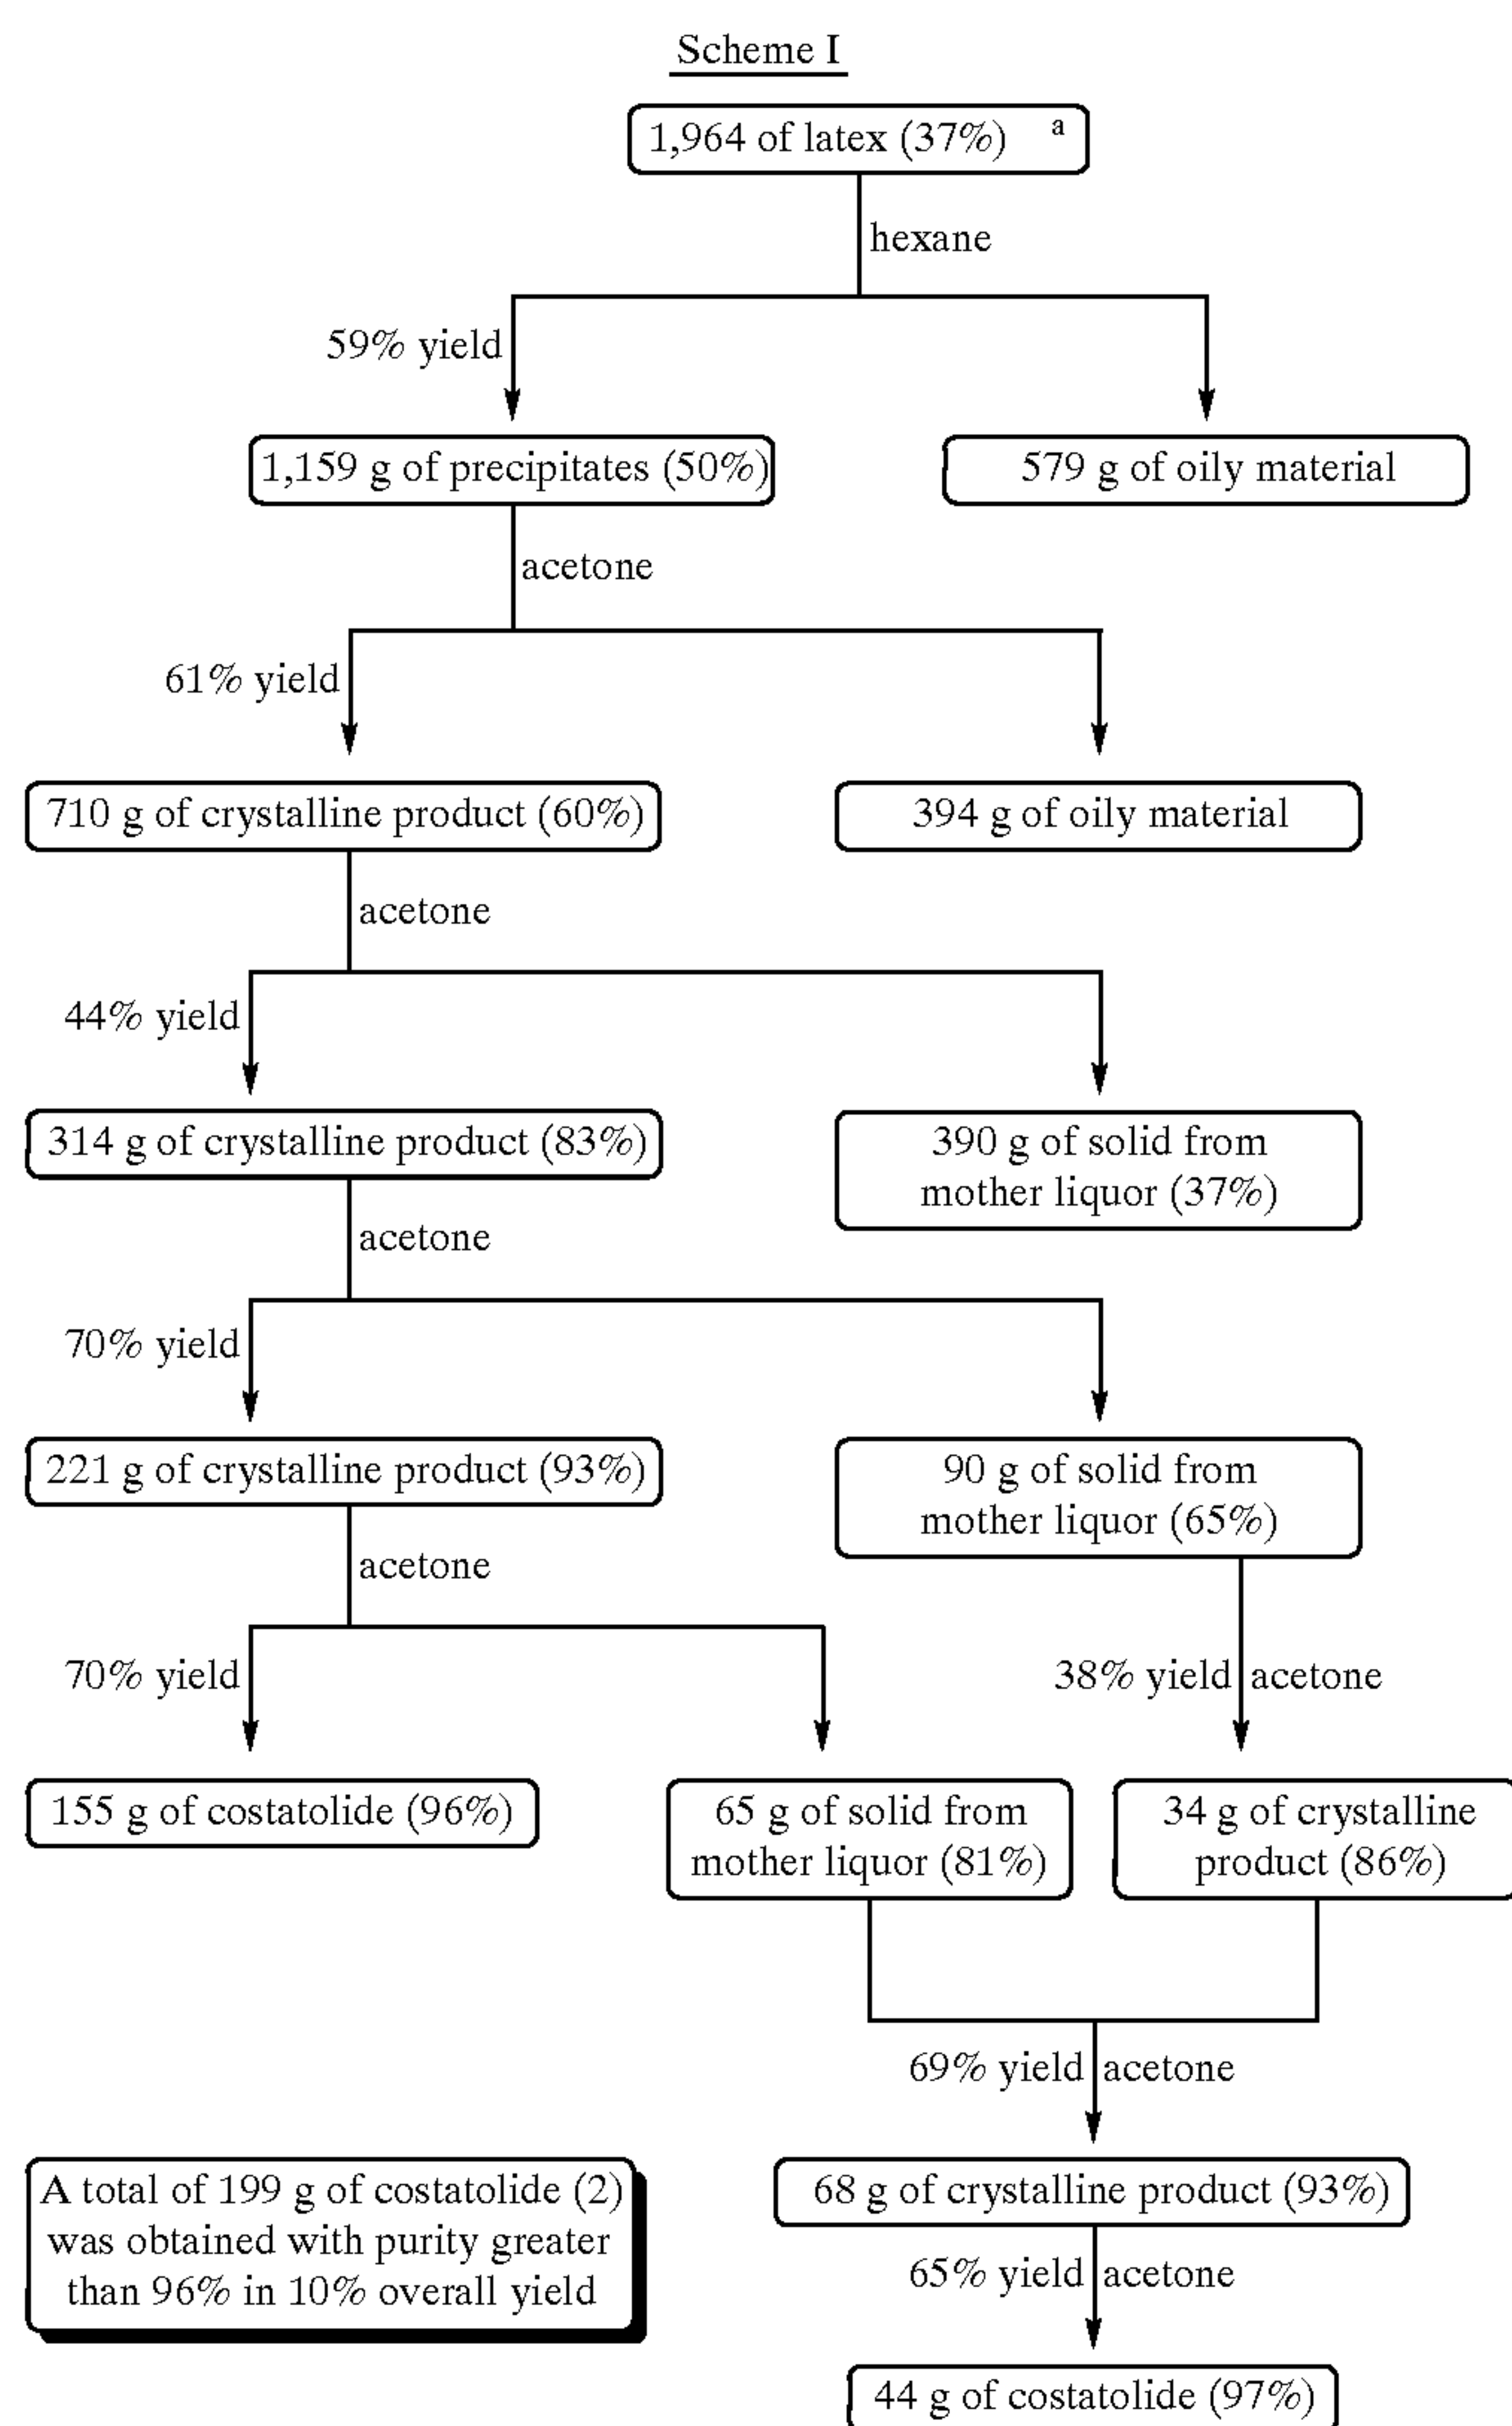 Scheme I
1,964 of latex (37%) a
hexane
59% yield
1,159 g of precipitates (50%)
579 g of oily material
acetone
61% yield
710 g of crystalline product (60%)
394 g of oily material
acetone
44% yield
314 g of crystalline product (83%)
390 g of solid from
mother liquor (37%)
acetone
70% yield
221 g of crystalline product (93%)
90 g of solid from
mother liquor (65%)
acetone
70% yield
38% yield
acetone
155 g of costatolide (96%)
65 g of solid from
mother liquor (81%)
34 g of crystalline
product (86%)
69% yield
acetone
68 g of crystalline product (93%)
65% yield
acetone
44 g of costatolide (97%)
A total of 199 g of costatolide (2)
was obtained with purity greater
than 96% in 10% overall yield